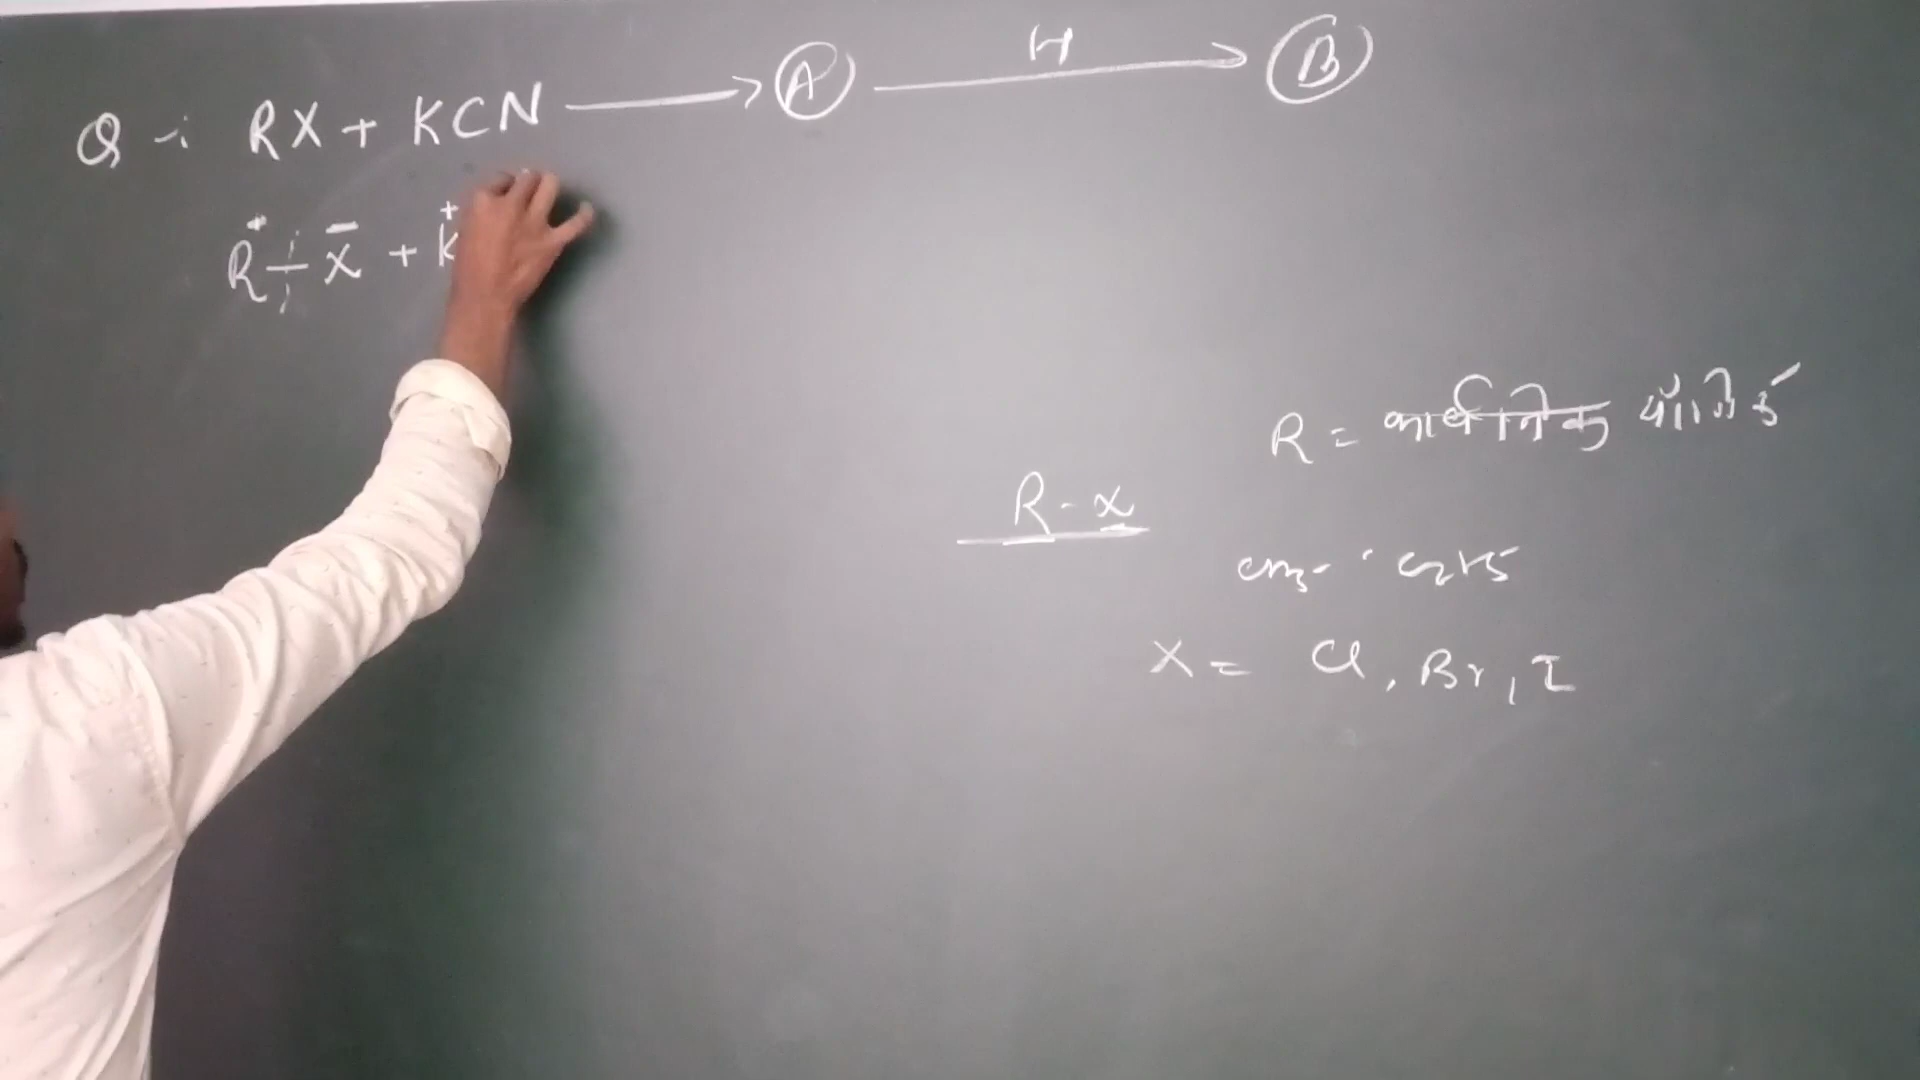 Q -: RX + KCN ⟶ Ⓐ —H⟶ Ⓑ
R⁺ ÷ X⁻ + K⁺
R = कार्बनिक
R - x
CH3 - C2H5
X = Cl, Br, I